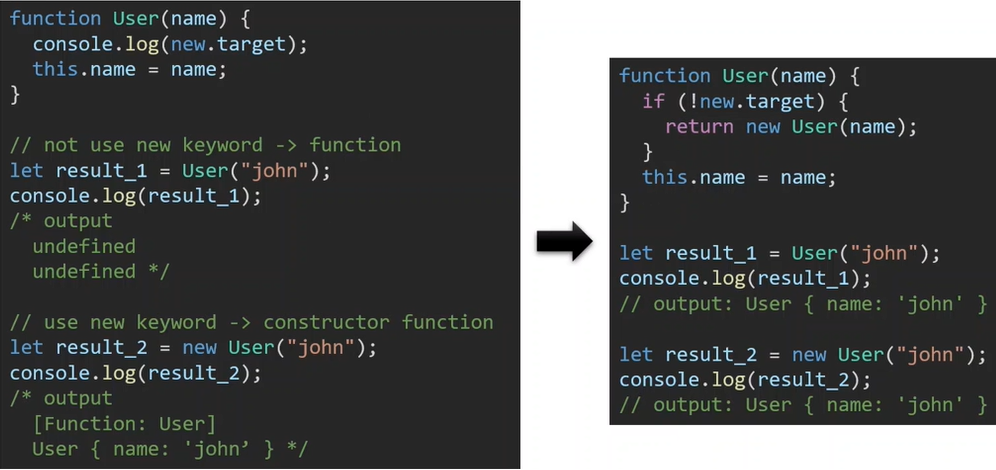 function User(name) {
  console.log(new.target);
  this.name = name;
}

// not use new keyword -> function
let result_1 = User("john");
console.log(result_1);
/* output
  undefined
  undefined */

// use new keyword -> constructor function
let result_2 = new User("john");
console.log(result_2);
/* output
  [Function: User]
  User { name: 'john’ } */

function User(name) {
  if (!new.target) {
    return new User(name);
  }
  this.name = name;
}

let result_1 = User("john");
console.log(result_1);
// output: User { name: 'john' }

let result_2 = new User("john");
console.log(result_2);
// output: User { name: 'john' }